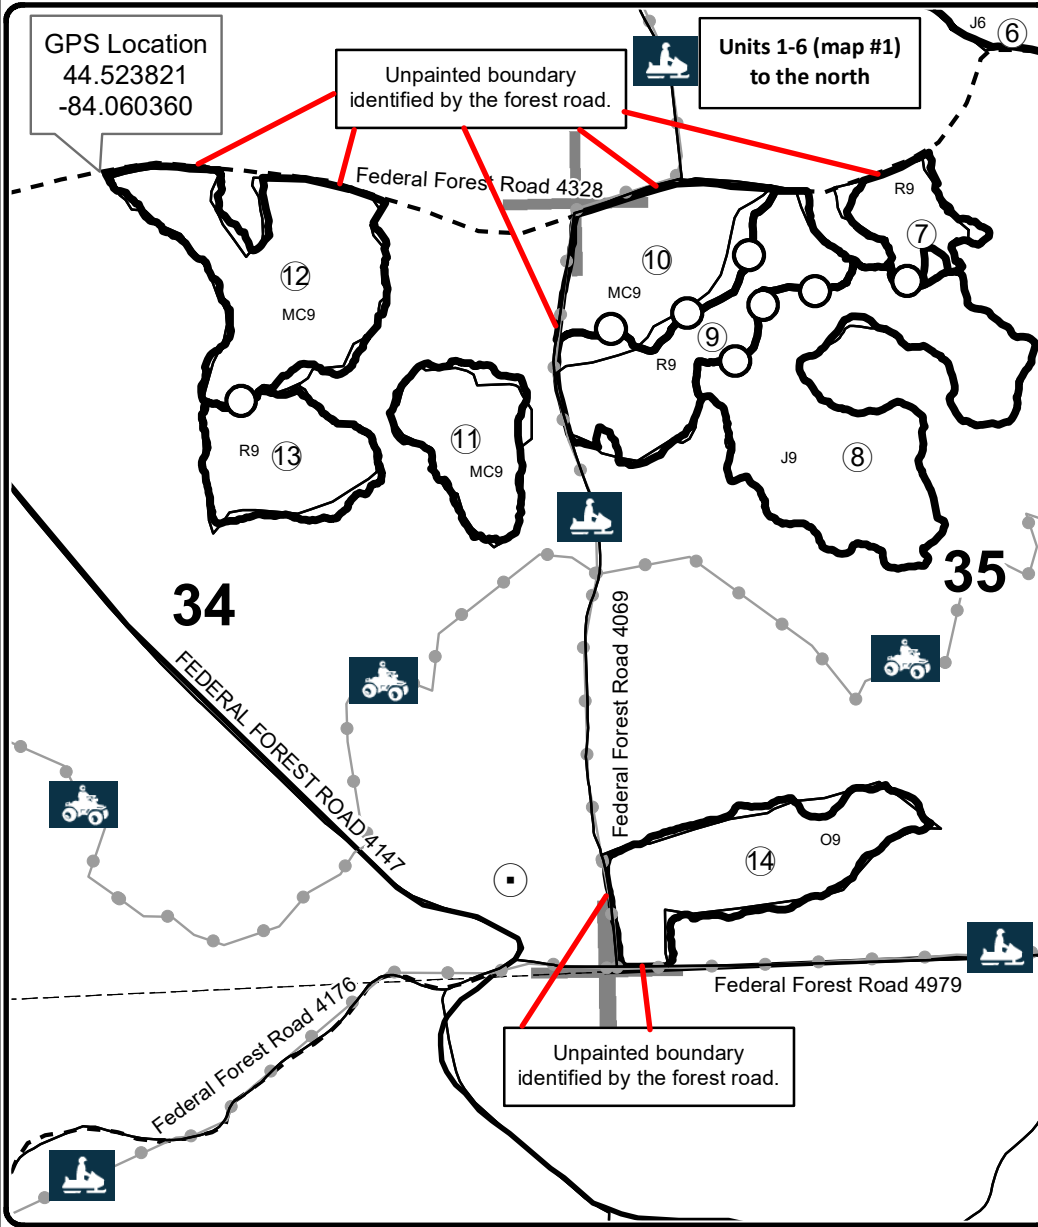 GPS Location
44.523821
-84.060360
Unpainted boundary
identified by the forest road.
Units 1-6 (map #1)
to the north
J6
6
Federal Forest Road 4328
R9
7
12
MC9
10
MC9
9
R9
11
MC9
R9
13
J9
8
34
35
Federal Forest Road 4069
FEDERAL FOREST ROAD 4147
O9
14
Federal Forest Road 4979
Federal Forest Road 4176
Unpainted boundary
identified by the forest road.